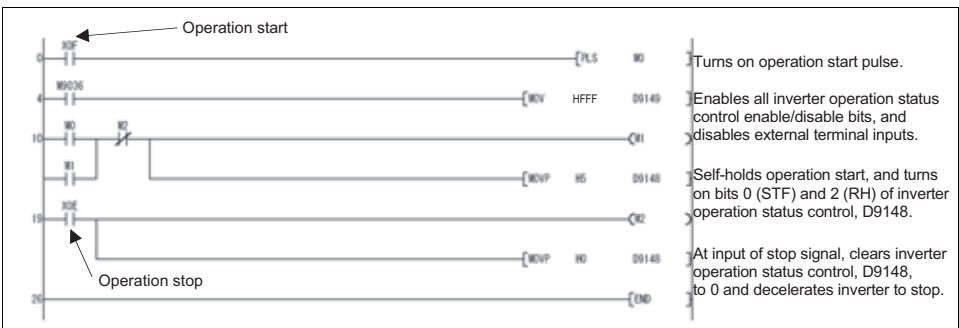 Operation start
X0F
0
[PLS M0 ]
Turns on operation start pulse.
M9036
4
[MOV HFFF D9149 ]
Enables all inverter operation status
control enable/disable bits, and
disables external terminal inputs.
M0 M2
10
(M1 )
M1
[MOVP H5 D9148 ]
Self-holds operation start, and turns
on bits 0 (STF) and 2 (RH) of inverter
operation status control, D9148.
X0E
19
(M2 )
[MOVP H0 D9148 ]
At input of stop signal, clears inverter
operation status control, D9148,
to 0 and decelerates inverter to stop.
Operation stop
26
[END ]